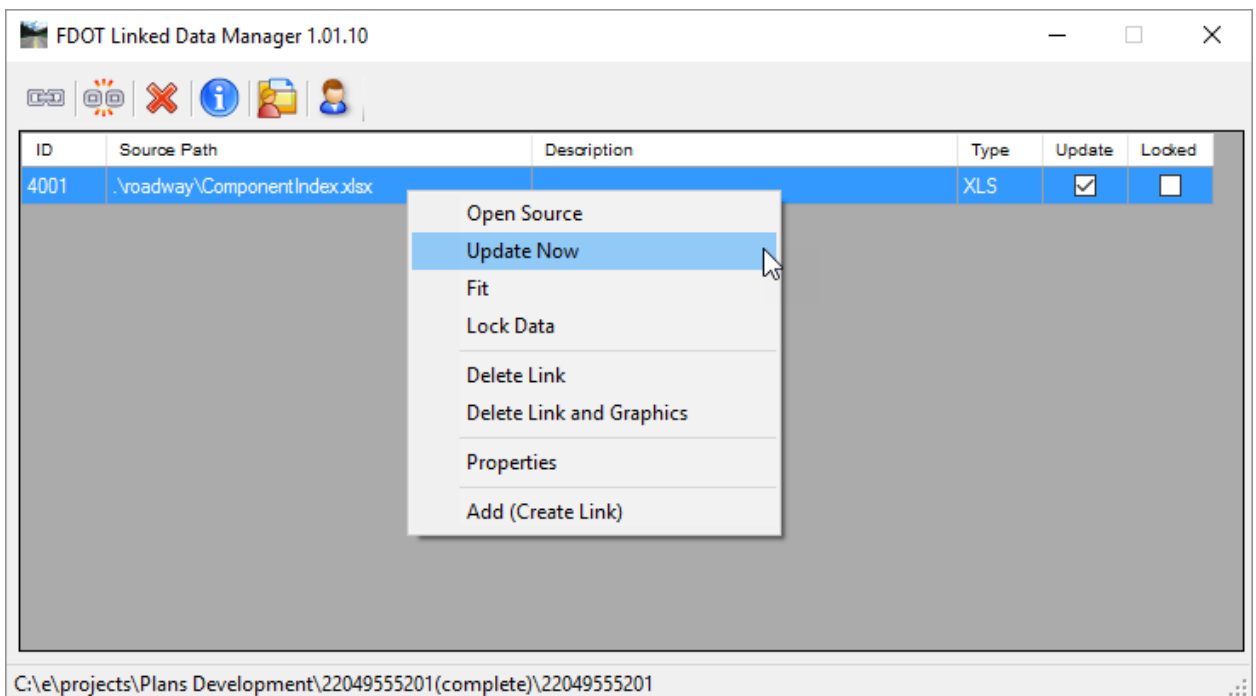 FDOT Linked Data Manager 1.01.10
ID Source Path Description Type Update Locked
4001 .\roadway\ComponentIndex.xlsx XLS
Open Source
Update Now
Fit
Lock Data
Delete Link
Delete Link and Graphics
Properties
Add (Create Link)
C:\e\projects\Plans Development\22049555201(complete)\22049555201